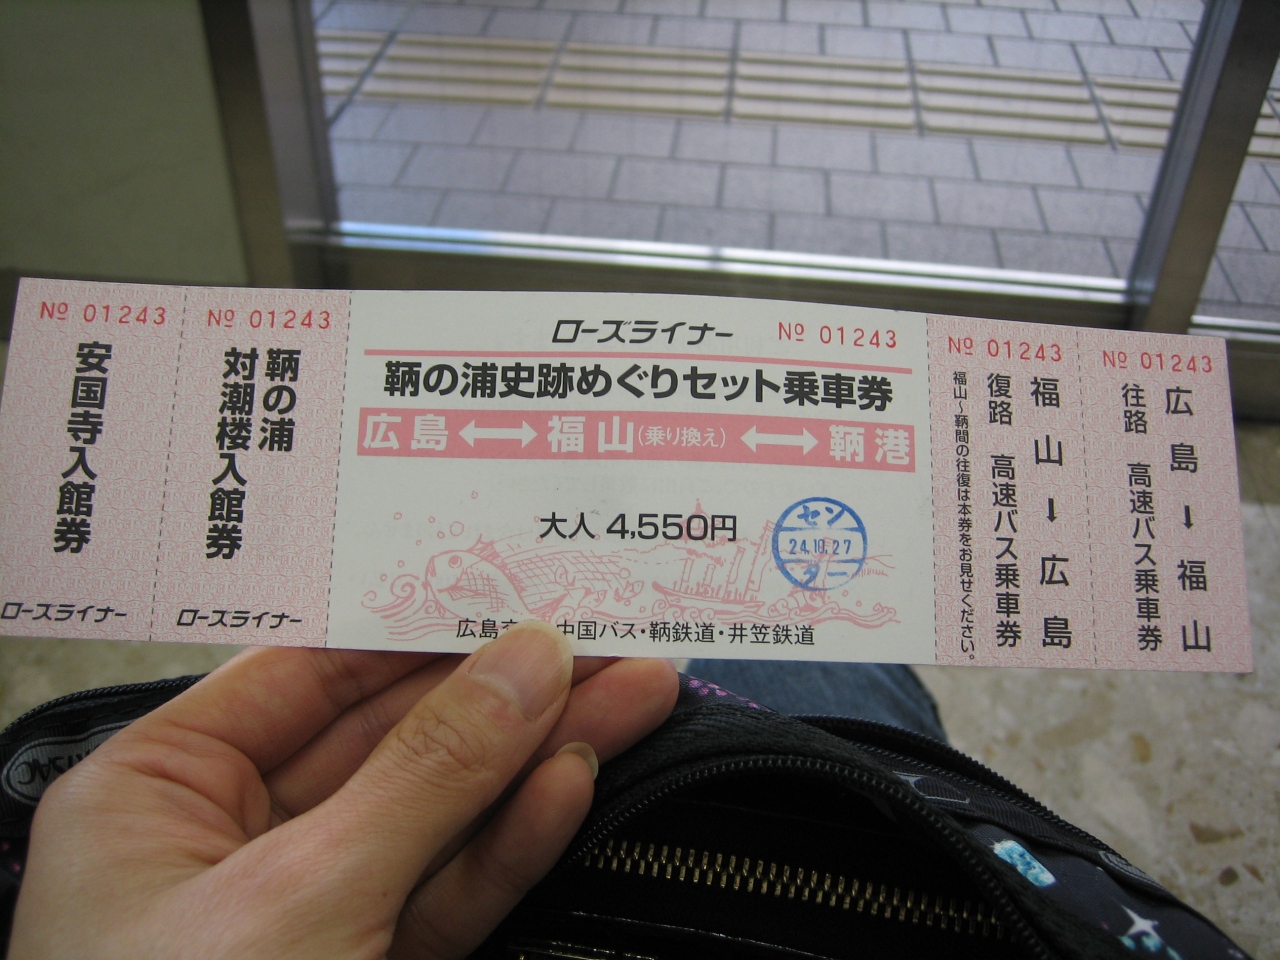 № 01243
安国寺入館券
ローズライナー
№ 01243
鞆の浦
対潮楼入館券
ローズライナー
ローズライナー
№ 01243
鞆の浦史跡めぐりセット乗車券
広島⟷福山(乗り換え)⟷鞆港
大人 4,550円
セン
24.10.27
ター
広島 中国バス・鞆鉄道・井笠鉄道
№ 01243
福山➡広島
復路 高速バス乗車券
福山〜鞆間の往復は本券をお見せください。
№ 01243
広島➡福山
往路 高速バス乗車券